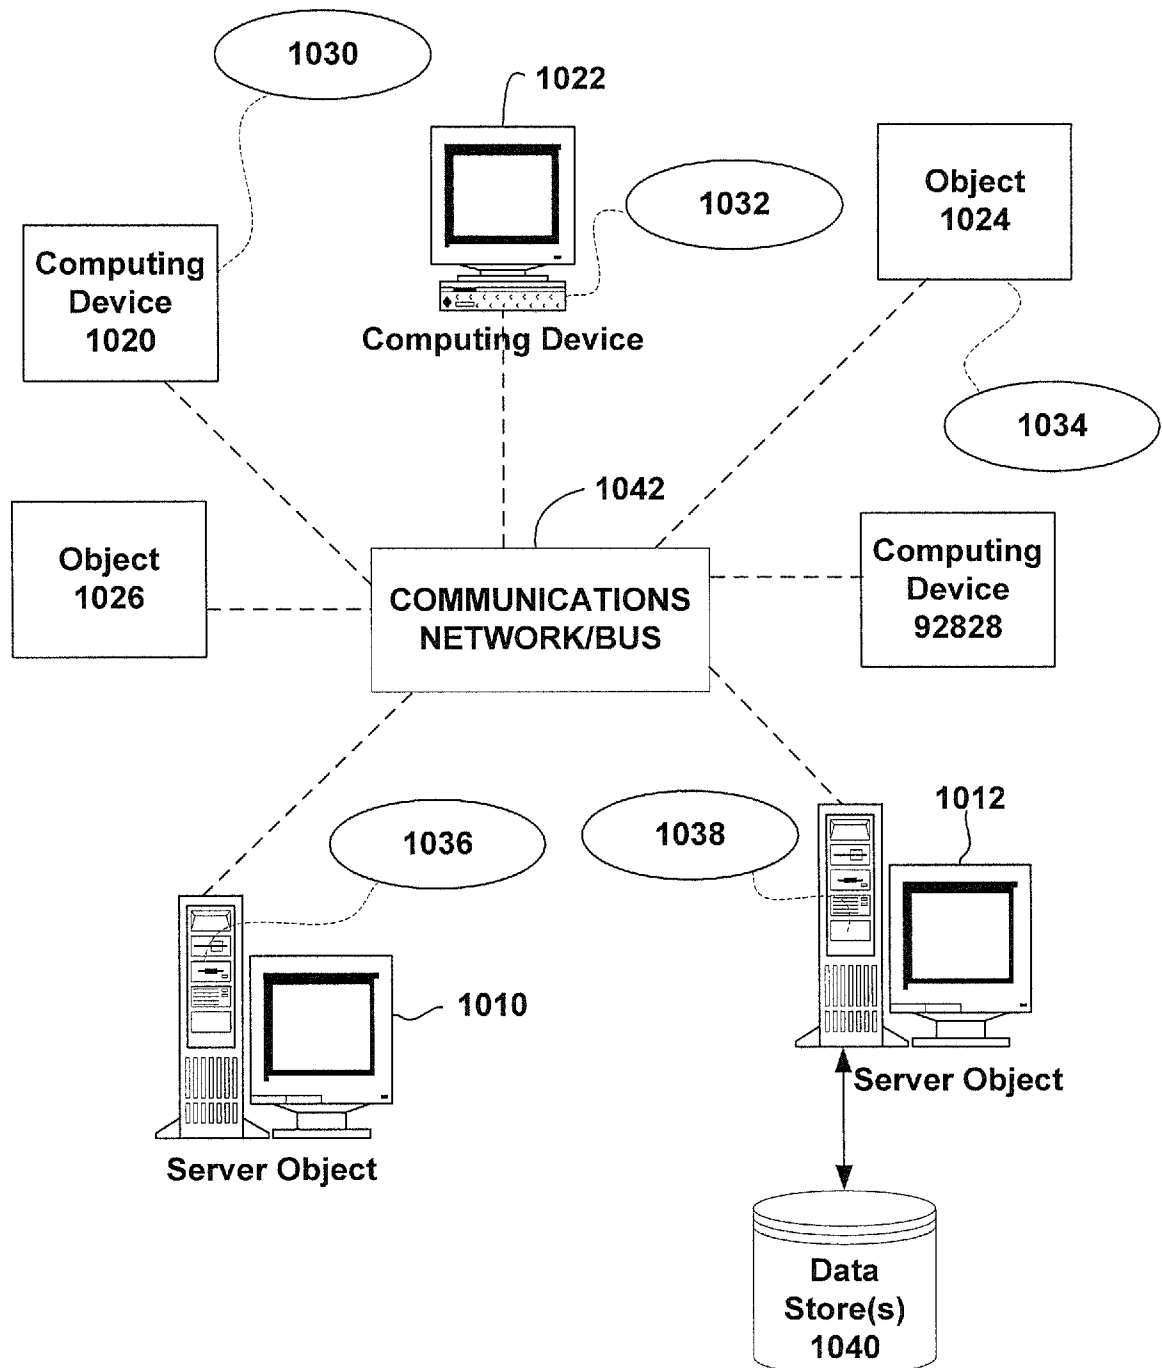 1030
1022
1032
Object
1024
Computing
Device
1020
Computing Device
1034
1042
Object
1026
COMMUNICATIONS
NETWORK/BUS
Computing
Device
92828
1012
1036
1038
1010
Server Object
Server Object
Data
Store(s)
1040